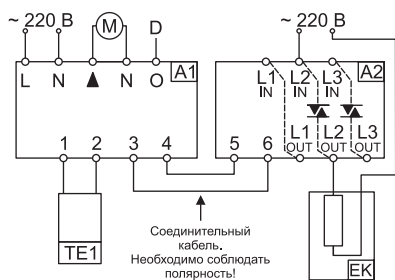 ~ 220 В M D ~ 220 В
L N ▲ N O A1 L1 L2 L3 A2
IN IN IN
L1 L2 L3
OUT OUT OUT
1 2 3 4 5 6
TE1
Соединительный
кабель.
Необходимо соблюдать
полярность!
EK